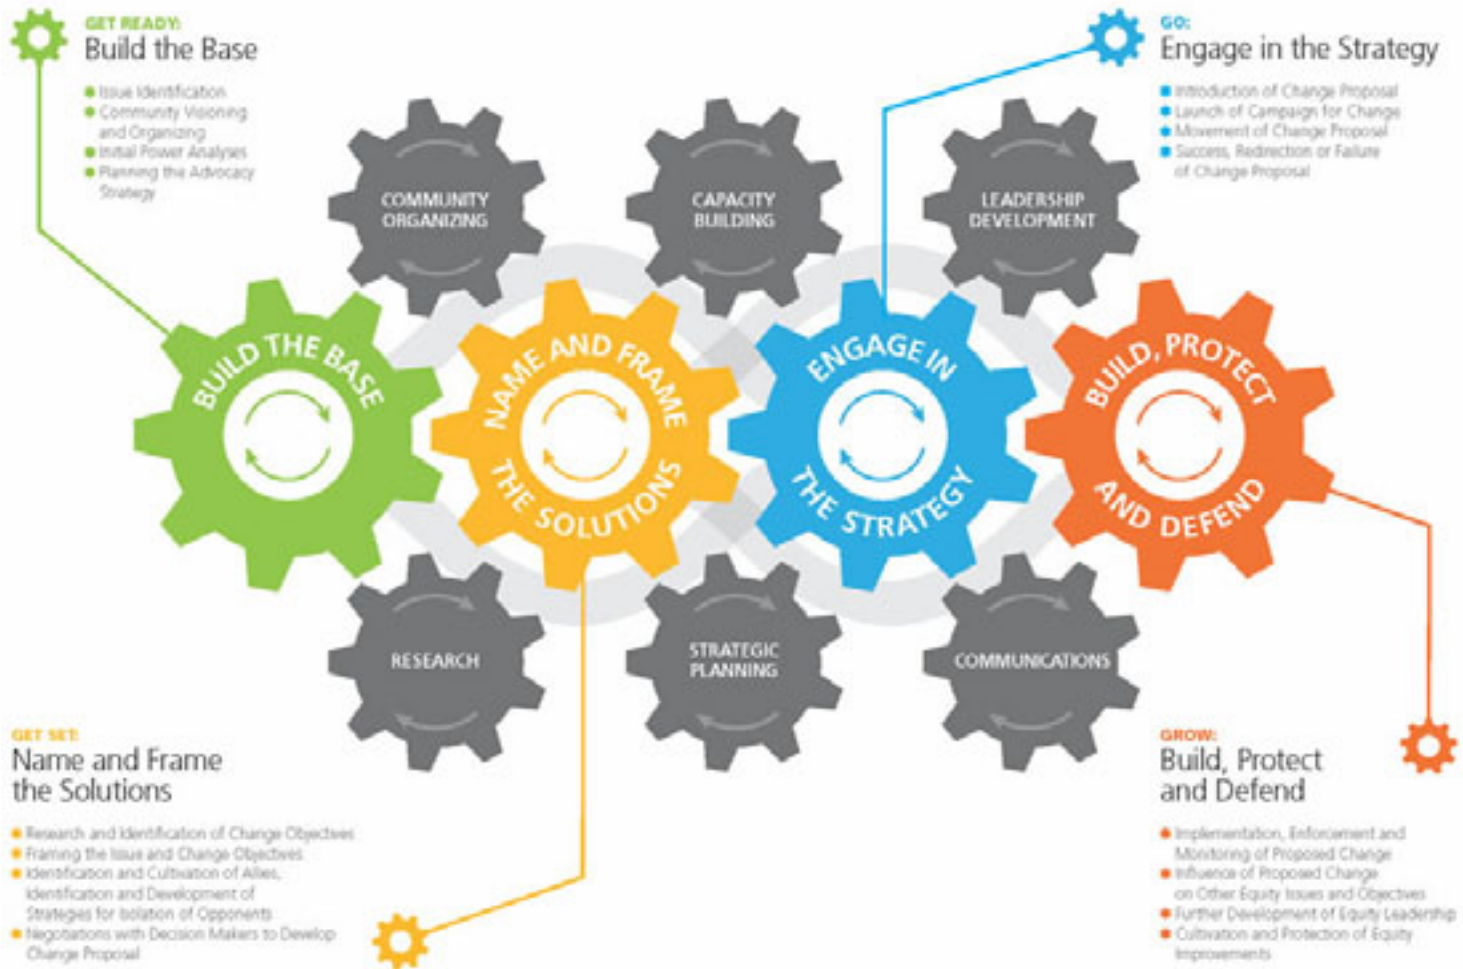 GET READY:
Build the Base
Issue Identification
Community Visioning
and Organizing
Initial Power Analyses
Planning the Advocacy
Strategy
GO:
Engage in the Strategy
Introduction of Change Proposal
Launch of Campaign for Change
Movement of Change Proposal
Success, Redirection or Failure
of Change Proposal
COMMUNITY
ORGANIZING
CAPACITY
BUILDING
LEADERSHIP
DEVELOPMENT
BUILD THE BASE
NAME AND FRAME
THE SOLUTIONS
ENGAGE IN
THE STRATEGY
BUILD, PROTECT
AND DEFEND
RESEARCH
STRATEGIC
PLANNING
COMMUNICATIONS
GET SET:
Name and Frame
the Solutions
Research and Identification of Change Objectives
Framing the Issue and Change Objectives
Identification and Cultivation of Allies,
Identification and Development of
Strategies for Isolation of Opponents
Negotiations with Decision Makers to Develop
Change Proposal
GROW:
Build, Protect
and Defend
Implementation, Enforcement and
Monitoring of Proposed Change
Influence of Proposed Change
on Other Equity Issues and Objectives
Further Development of Equity Leadership
Cultivation and Protection of Equity
Improvements